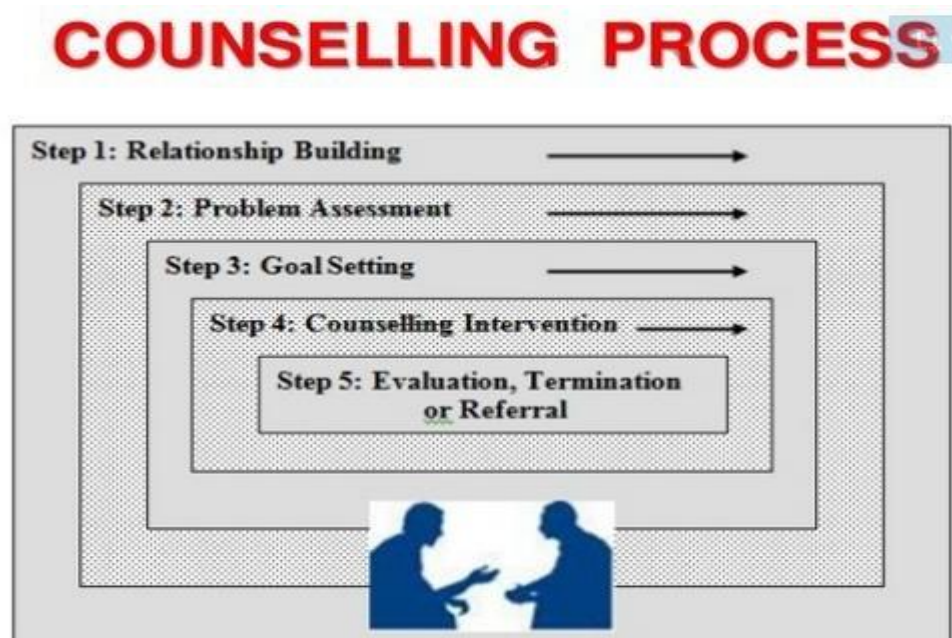 COUNSELLING PROCESS
Step 1: Relationship Building
Step 2: Problem Assessment
Step 3: Goal Setting
Step 4: Counselling Intervention
Step 5: Evaluation, Termination
or Referral